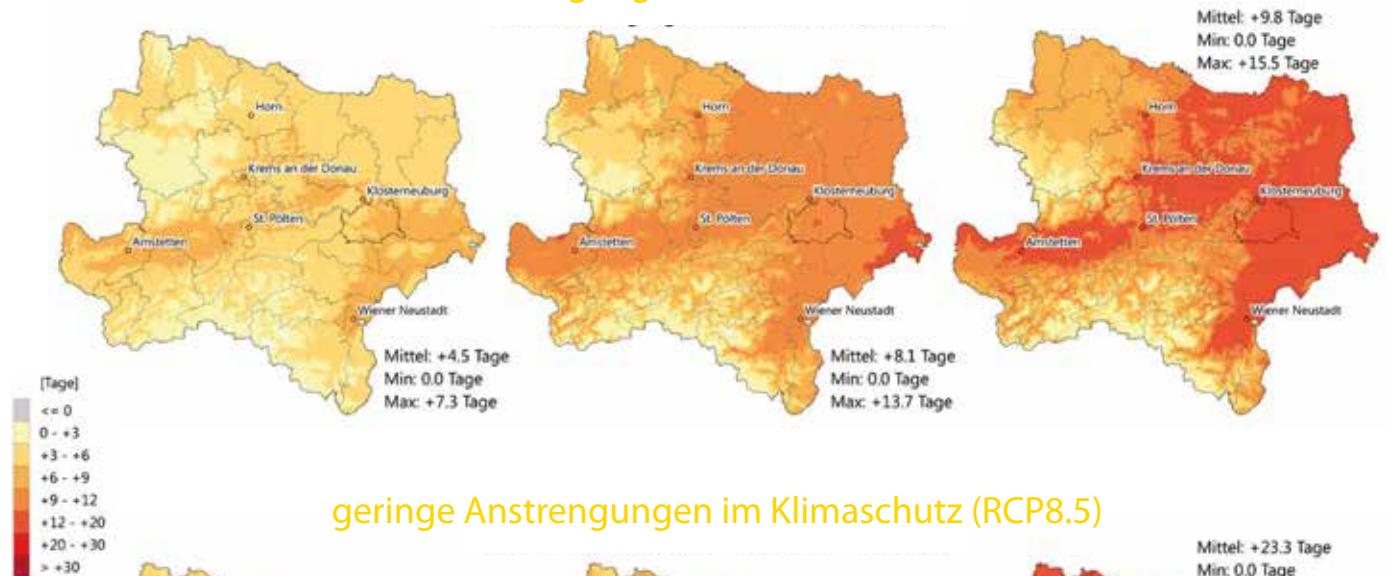 Mittel: +9.8 Tage
Min: 0.0 Tage
Max: +15.5 Tage
Horn
Krems an der Donau
Klosterneuburg
St. Pölten
Amstetten
Wiener Neustadt
Mittel: +4.5 Tage
Min: 0.0 Tage
Max: +7.3 Tage
Horn
Krems an der Donau
Klosterneuburg
St. Pölten
Amstetten
Wiener Neustadt
Mittel: +8.1 Tage
Min: 0.0 Tage
Max: +13.7 Tage
Horn
Krems an der Donau
Klosterneuburg
St. Pölten
Amstetten
Wiener Neustadt
[Tage]
<= 0
0 - +3
+3 - +6
+6 - +9
+9 - +12
+12 - +20
+20 - +30
> +30
geringe Anstrengungen im Klimaschutz (RCP8.5)
Mittel: +23.3 Tage
Min: 0.0 Tage